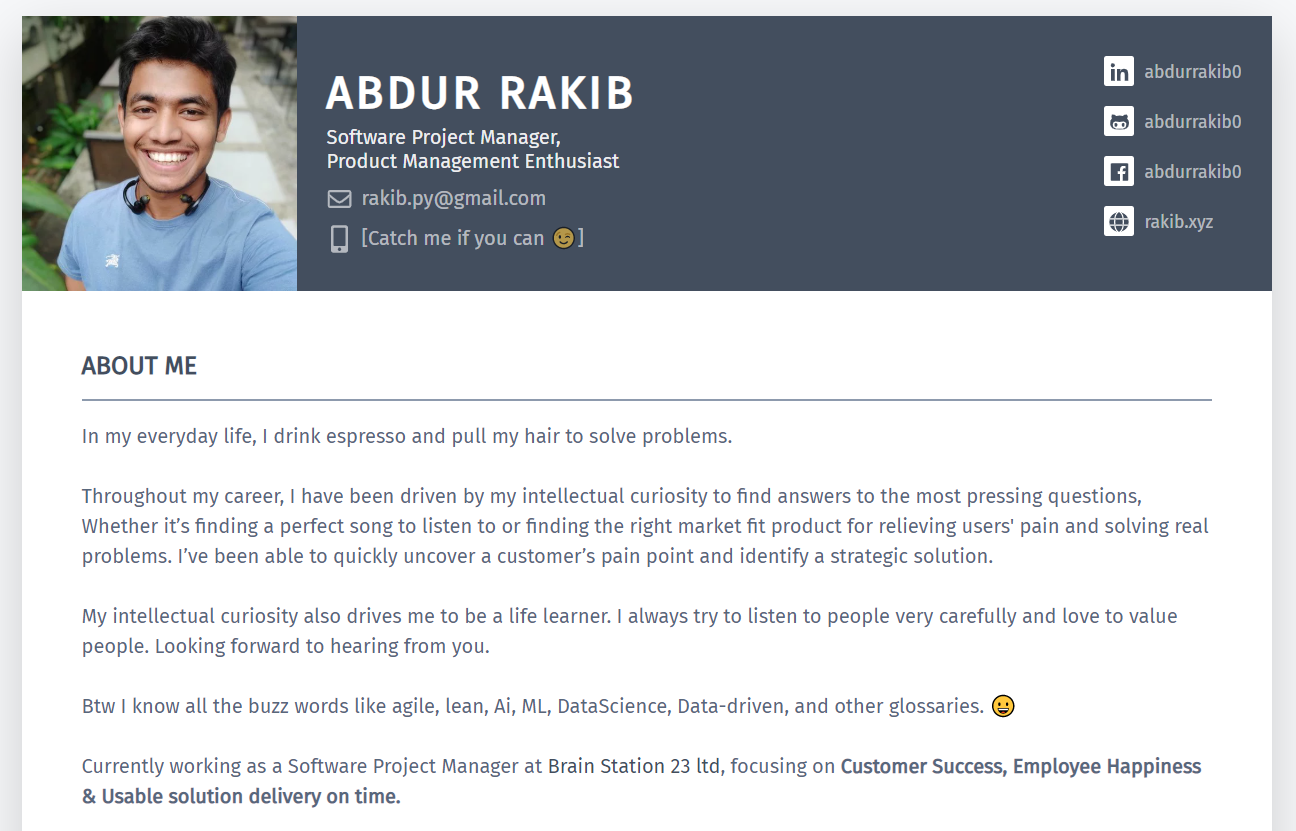 ABDUR RAKIB
Software Project Manager,
Product Management Enthusiast
rakib.py@gmail.com
[Catch me if you can 😉]
in abdurrakib0
abdurrakib0
abdurrakib0
rakib.xyz
ABOUT ME
In my everyday life, I drink espresso and pull my hair to solve problems.
Throughout my career, I have been driven by my intellectual curiosity to find answers to the most pressing questions,
Whether it’s finding a perfect song to listen to or finding the right market fit product for relieving users' pain and solving real
problems. I’ve been able to quickly uncover a customer’s pain point and identify a strategic solution.
My intellectual curiosity also drives me to be a life learner. I always try to listen to people very carefully and love to value
people. Looking forward to hearing from you.
Btw I know all the buzz words like agile, lean, Ai, ML, DataScience, Data-driven, and other glossaries. 😀
Currently working as a Software Project Manager at Brain Station 23 ltd, focusing on Customer Success, Employee Happiness
& Usable solution delivery on time.